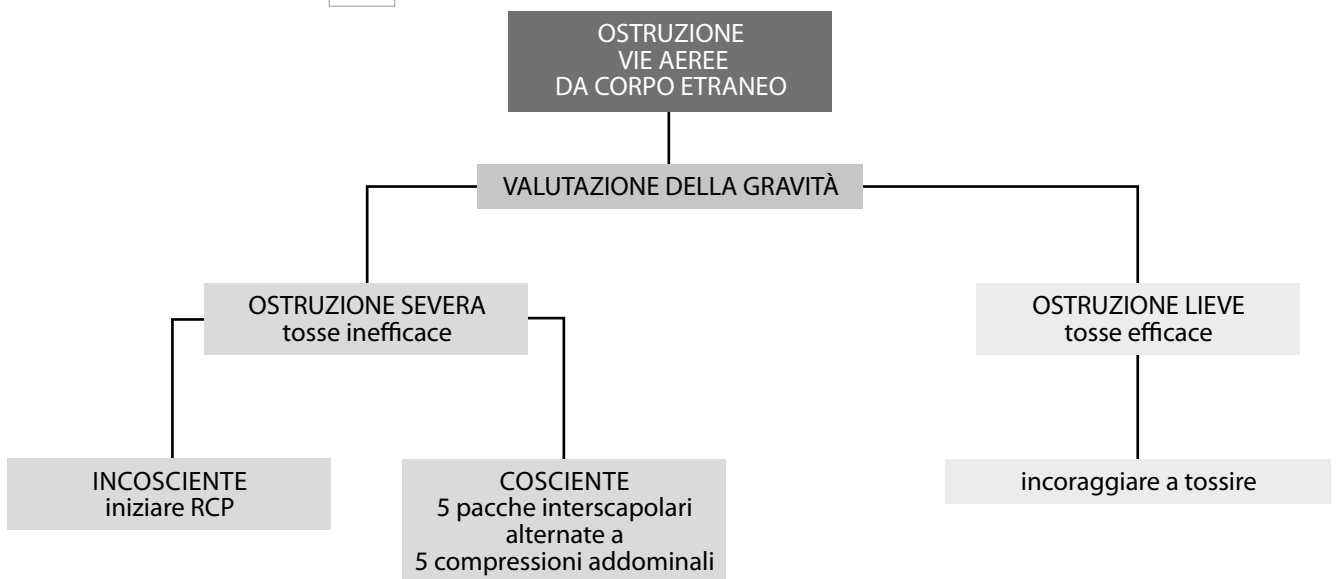 OSTRUZIONE
VIE AEREE
DA CORPO ETRANEO
VALUTAZIONE DELLA GRAVITÀ
OSTRUZIONE SEVERA
tosse inefficace
OSTRUZIONE LIEVE
tosse efficace
INCOSCIENTE
iniziare RCP
COSCIENTE
5 pacche interscapolari
alternate a
5 compressioni addominali
incoraggiare a tossire